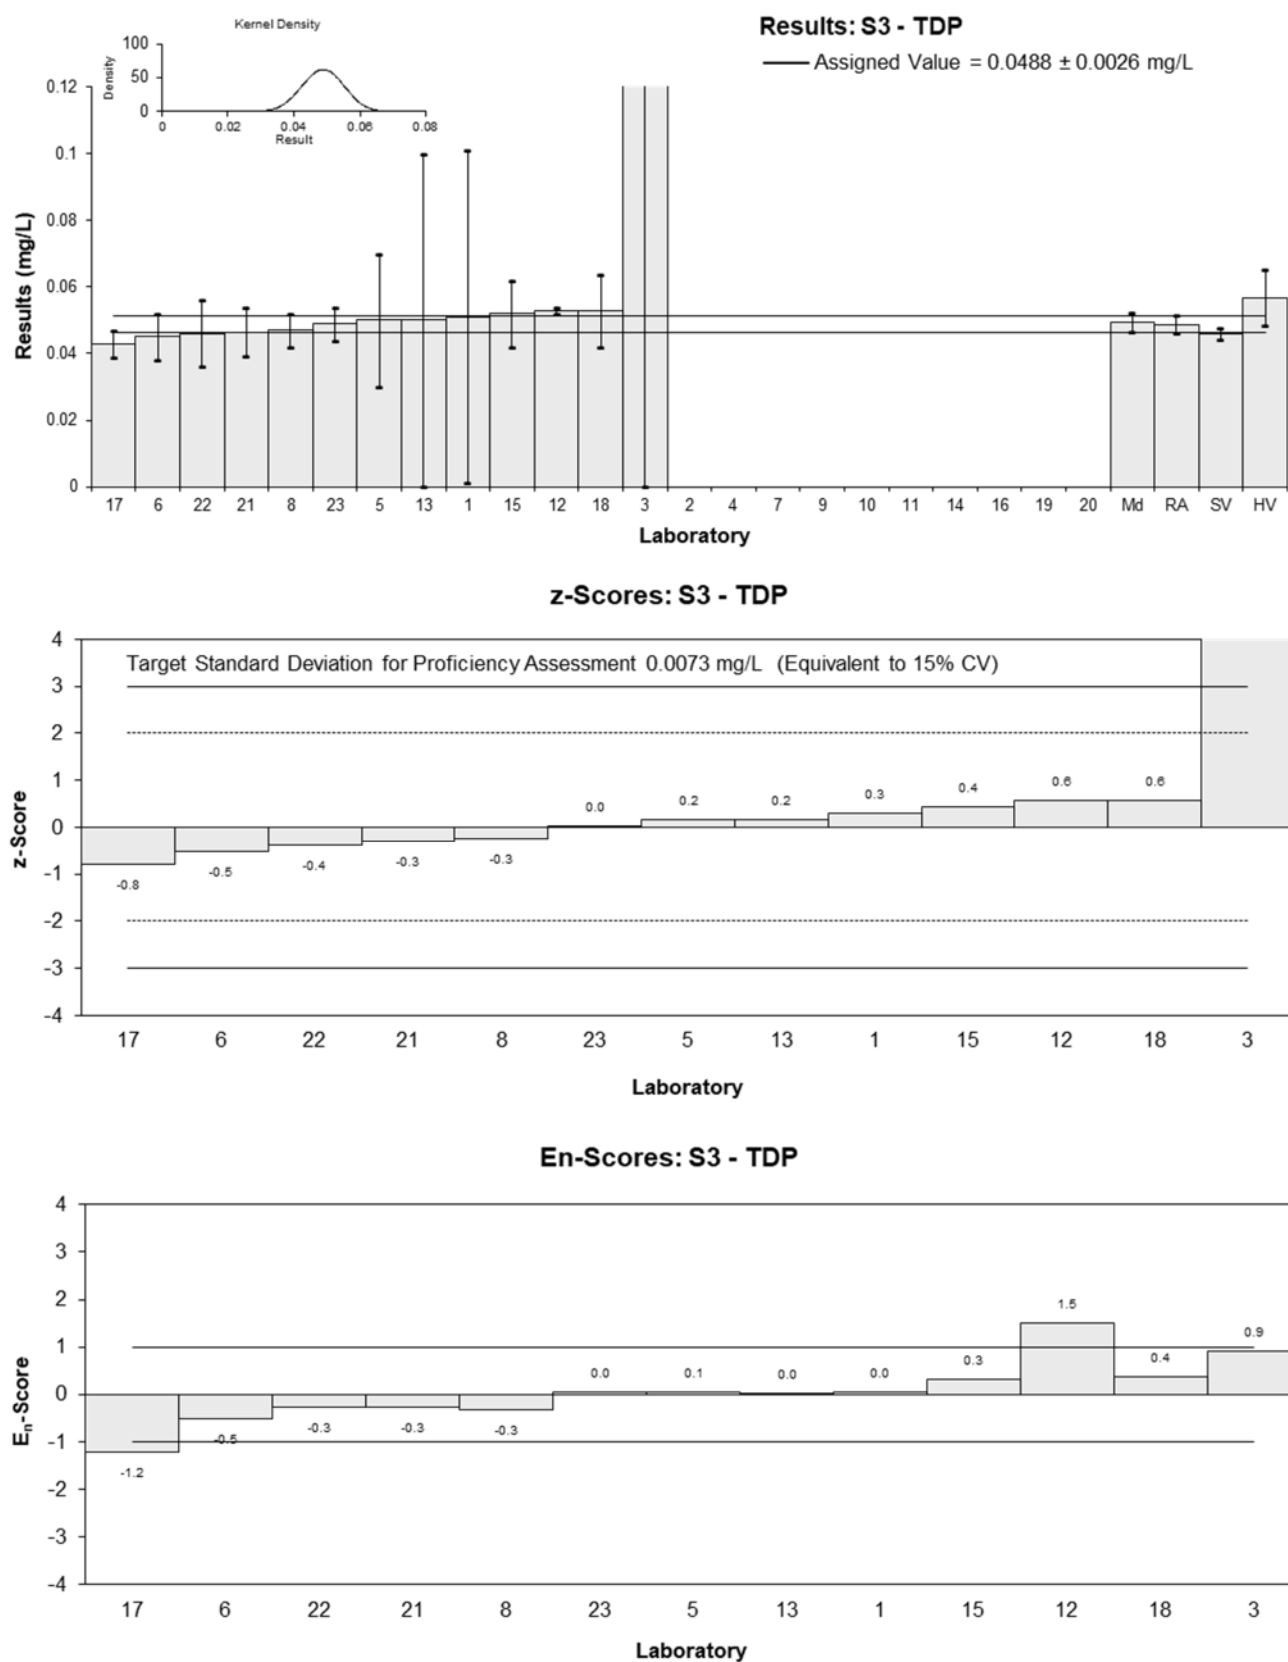 Kernel Density
Results: S3 - TDP
Assigned Value = 0.0488 ± 0.0026 mg/L
Density
100
50
0
0 0.02 0.04 0.06 0.08
Result
Results (mg/L)
0.12
0.1
0.08
0.06
0.04
0.02
0
17 6 22 21 8 23 5 13 1 15 12 18 3 2 4 7 9 10 11 14 16 19 20 Md RA SV HV
Laboratory
z-Scores: S3 - TDP
Target Standard Deviation for Proficiency Assessment 0.0073 mg/L (Equivalent to 15% CV)
z-Score
4
3
2
1
0
-1
-2
-3
-4
-0.8 -0.5 -0.4 -0.3 -0.3 0.0 0.2 0.2 0.3 0.4 0.6 0.6
17 6 22 21 8 23 5 13 1 15 12 18 3
Laboratory
En-Scores: S3 - TDP
En-Score
4
3
2
1
0
-1
-2
-3
-4
-1.2 -0.5 -0.3 -0.3 -0.3 0.0 0.1 0.0 0.0 0.3 1.5 0.4 0.9
17 6 22 21 8 23 5 13 1 15 12 18 3
Laboratory